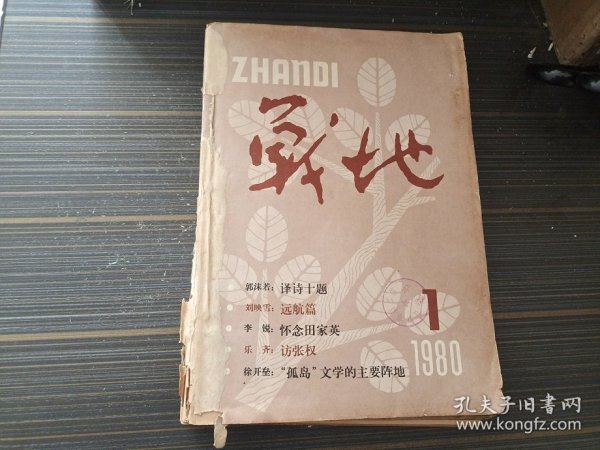 ZHANDI
战地
郭沫若：译诗十题
刘映雪：远航篇
李 锐：怀念田家英
乐 齐：访张权
徐开垒：“孤岛”文学的主要阵地
1
1980
孔夫子旧书网
www.kongfz.com